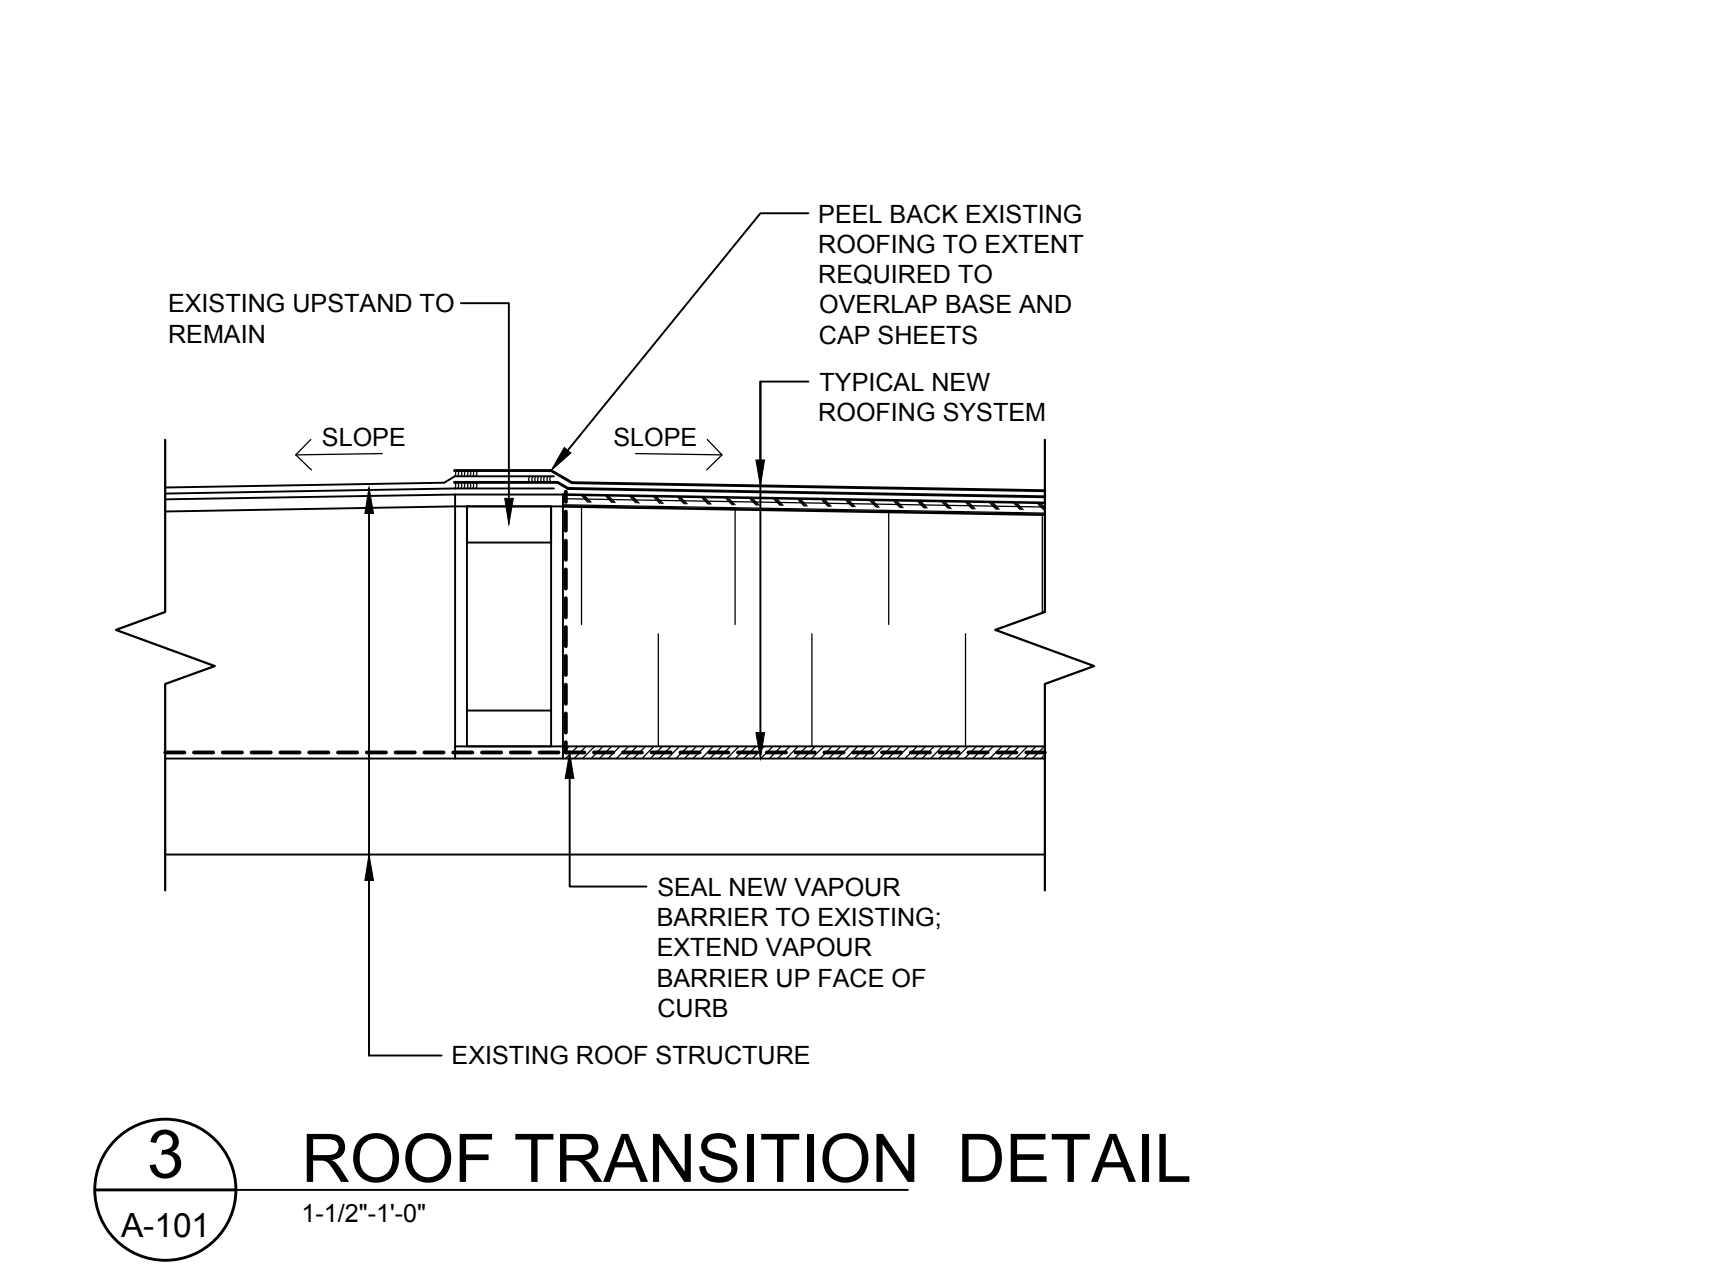 PEEL BACK EXISTING
ROOFING TO EXTENT
REQUIRED TO
OVERLAP BASE AND
CAP SHEETS
EXISTING UPSTAND TO
REMAIN
TYPICAL NEW
ROOFING SYSTEM
SLOPE
SLOPE
SEAL NEW VAPOUR
BARRIER TO EXISTING;
EXTEND VAPOUR
BARRIER UP FACE OF
CURB
EXISTING ROOF STRUCTURE
3
A-101
ROOF TRANSITION DETAIL
1-1/2"-1'-0"